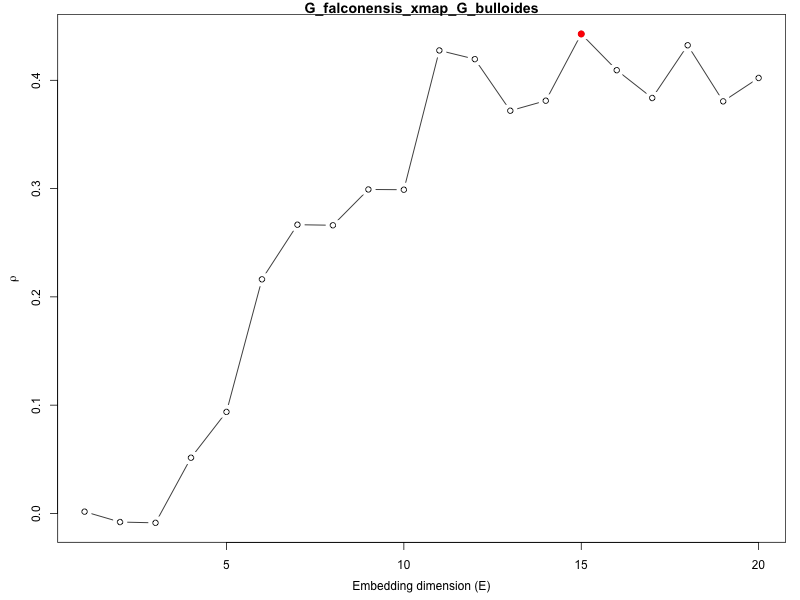 G_falconensis_xmap_G_bulloides
0.4
0.3
0.2
0.1
0.0
ρ
5 10 15 20
Embedding dimension (E)